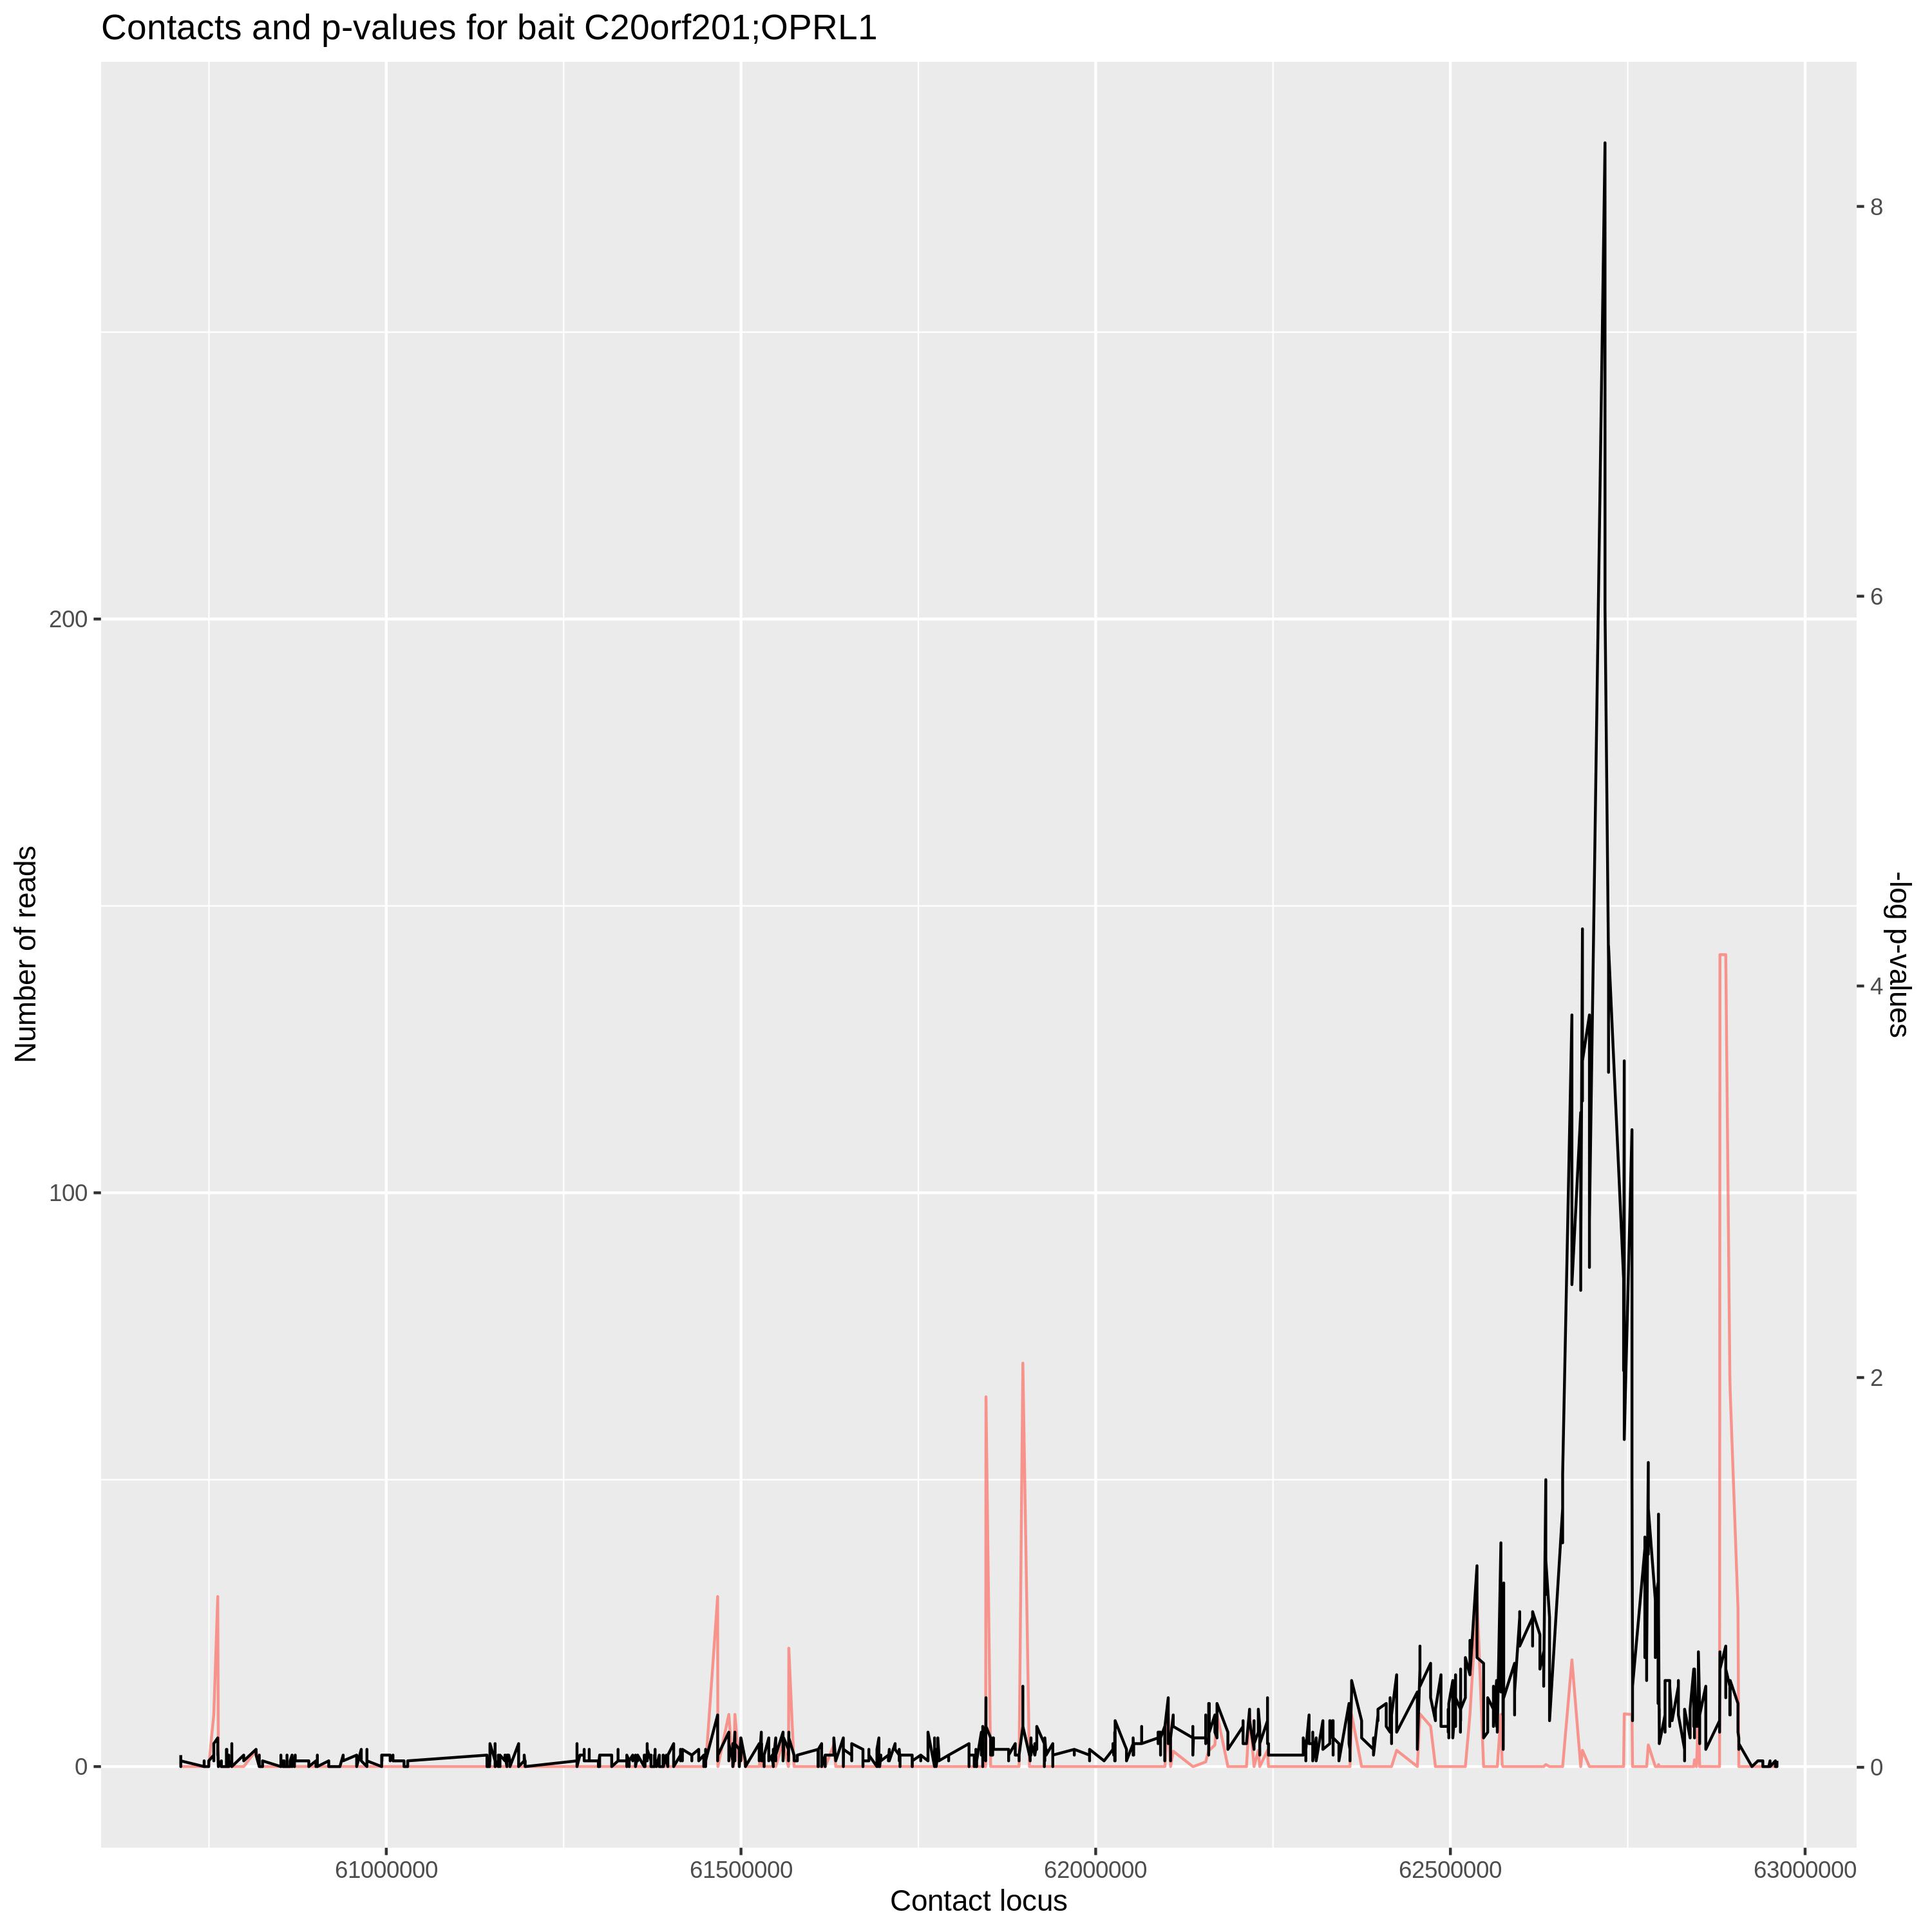 Contacts and p-values for bait C20orf201;OPRL1
Number of reads
200
100
0
8
6
4
2
0
-log p-values
61000000 61500000 62000000 62500000 63000000
Contact locus